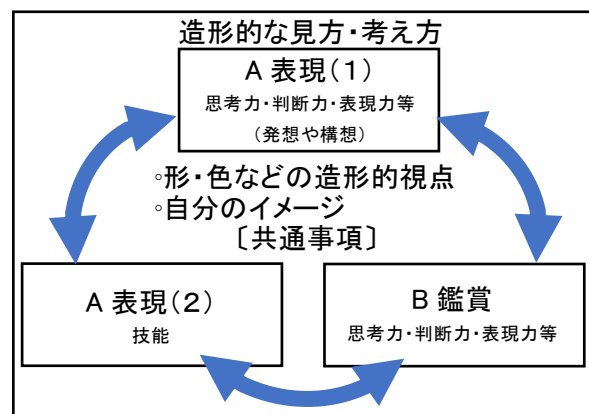 造形的な見方・考え方
A 表現(1)
思考力・判断力・表現力等
(発想や構想)
◦形・色などの造形的視点
◦自分のイメージ
〔共通事項〕
A 表現(2)
技能
B 鑑賞
思考力・判断力・表現力等